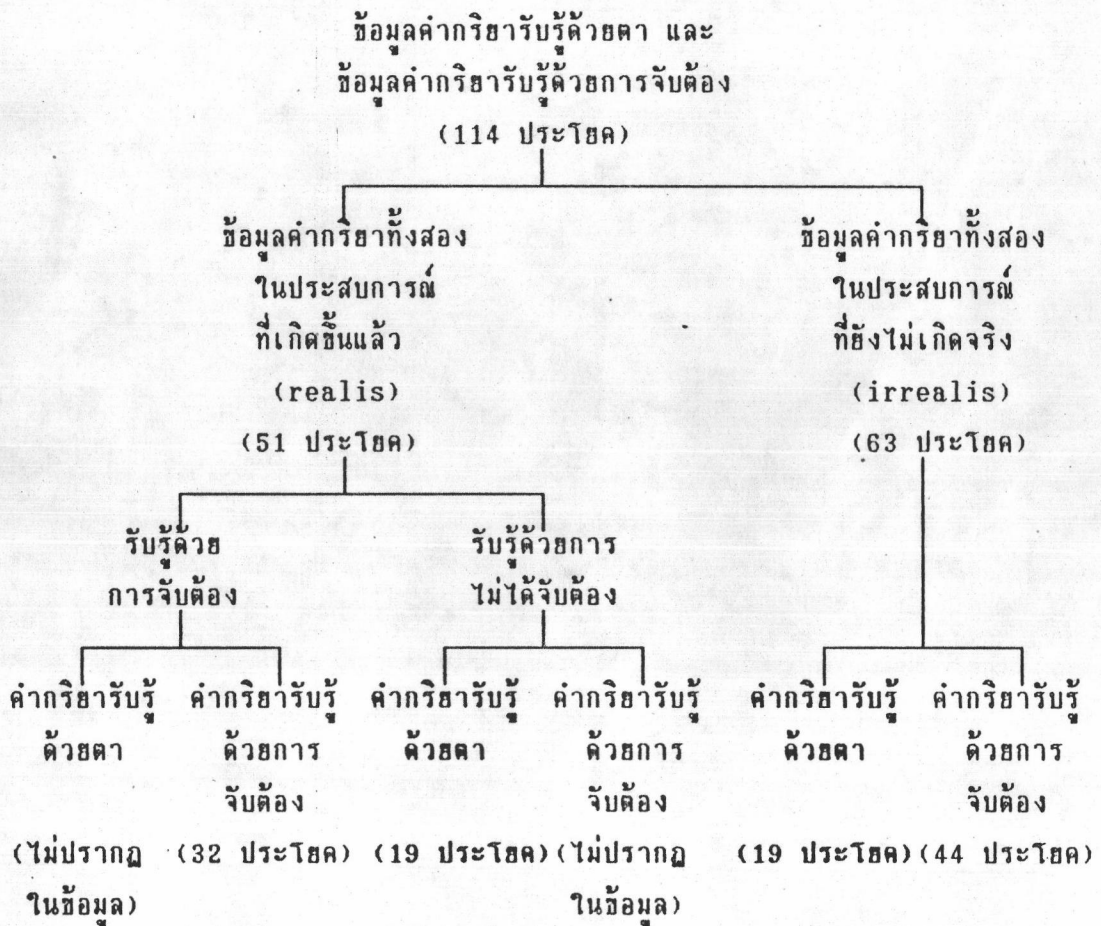 ข้อมูลคำกริยารับรู้ด้วยตา และ
ข้อมูลคำกริยารับรู้ด้วยการจับต้อง
(114 ประโยค)
ข้อมูลคำกริยาทั้งสอง
ในประสบการณ์
ที่เกิดขึ้นแล้ว
(realis)
(51 ประโยค)
ข้อมูลคำกริยาทั้งสอง
ในประสบการณ์
ที่ยังไม่เกิดจริง
(irrealis)
(63 ประโยค)
รับรู้ด้วย
การจับต้อง
รับรู้ด้วยการ
ไม่ได้จับต้อง
คำกริยารับรู้
ด้วยตา
(ไม่ปรากฏ
ในข้อมูล)
คำกริยารับรู้
ด้วยการ
จับต้อง
(32 ประโยค)
คำกริยารับรู้
ด้วยตา
(19 ประโยค)
คำกริยารับรู้
ด้วยการ
จับต้อง
(ไม่ปรากฏ
ในข้อมูล)
คำกริยารับรู้
ด้วยตา
(19 ประโยค)
คำกริยารับรู้
ด้วยการ
จับต้อง
(44 ประโยค)